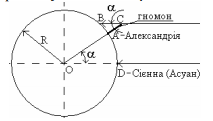 α
B C гномон
A-Александрія
R
α
O
D-Сієнна (Асуан)